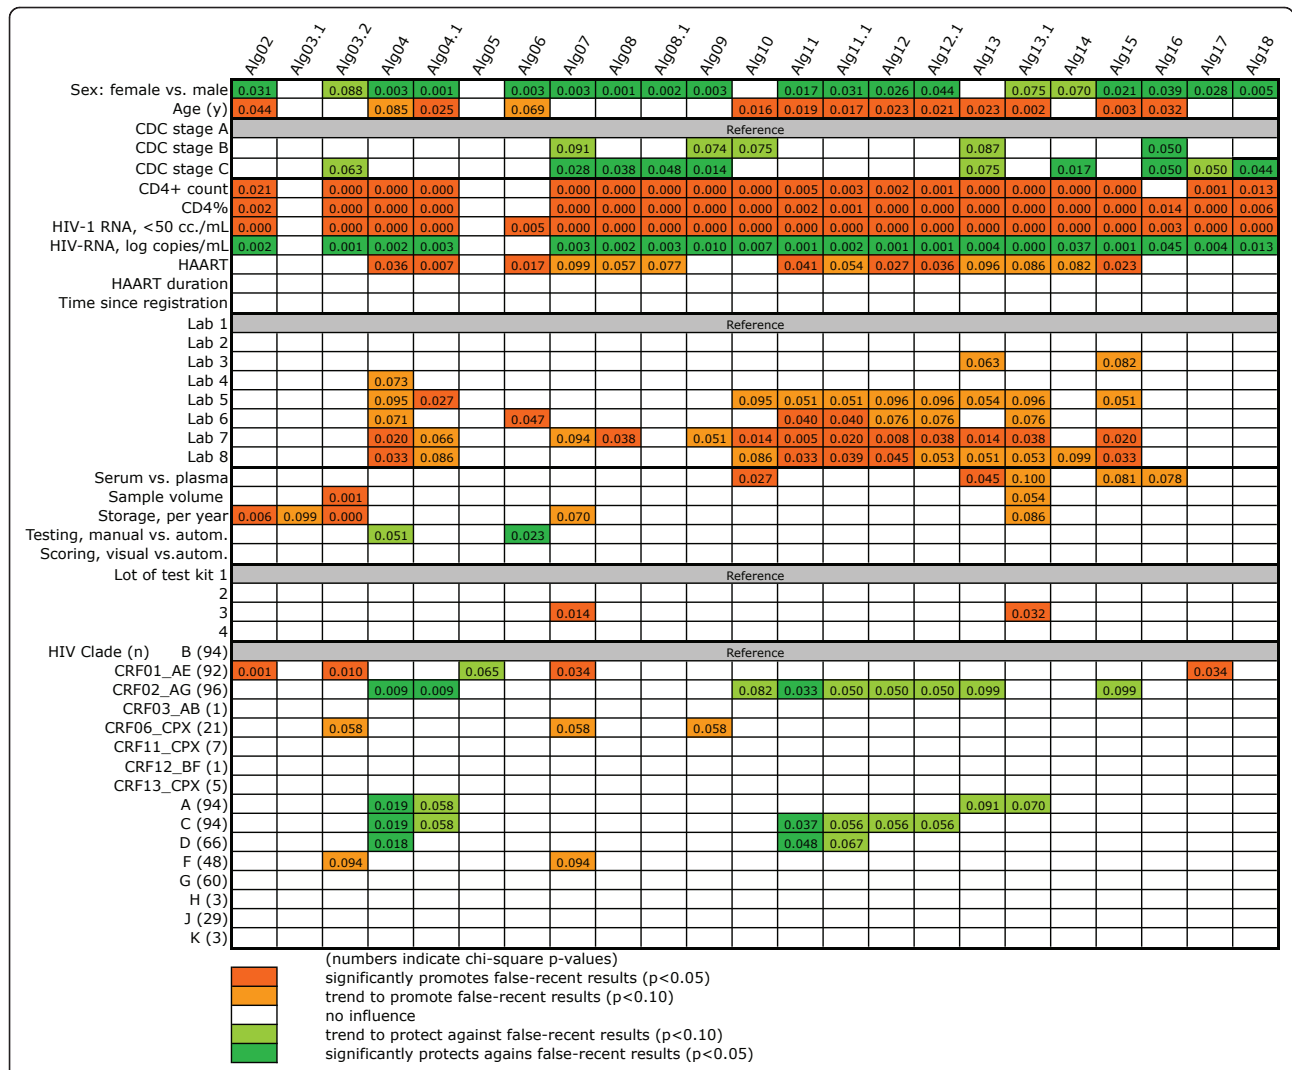 Alg02 Alg03.1 Alg03.2 Alg04 Alg04.1 Alg05 Alg06 Alg07 Alg08 Alg08.1 Alg09 Alg10 Alg11 Alg11.1 Alg12 Alg12.1 Alg13 Alg13.1 Alg14 Alg15 Alg16 Alg17 Alg18
Sex: female vs. male 0.031 0.088 0.003 0.001 0.003 0.003 0.001 0.002 0.003 0.017 0.031 0.026 0.044 0.075 0.070 0.021 0.039 0.028 0.005
Age (y) 0.044 0.085 0.025 0.069 0.016 0.019 0.017 0.023 0.021 0.023 0.002 0.003 0.032
CDC stage A Reference
CDC stage B 0.091 0.074 0.075 0.087 0.050
CDC stage C 0.063 0.028 0.038 0.048 0.014 0.075 0.017 0.050 0.050 0.044
CD4+ count 0.021 0.000 0.000 0.000 0.000 0.000 0.000 0.000 0.000 0.005 0.003 0.002 0.001 0.000 0.000 0.000 0.000 0.001 0.013
CD4% 0.002 0.000 0.000 0.000 0.000 0.000 0.000 0.000 0.000 0.002 0.001 0.000 0.000 0.000 0.000 0.000 0.000 0.014 0.000 0.006
HIV-1 RNA, <50 cc./mL 0.000 0.000 0.000 0.000 0.005 0.000 0.000 0.000 0.000 0.000 0.000 0.000 0.000 0.000 0.000 0.000 0.000 0.000 0.003 0.000 0.000
HIV-RNA, log copies/mL 0.002 0.001 0.002 0.003 0.003 0.002 0.003 0.010 0.007 0.001 0.002 0.001 0.001 0.004 0.000 0.037 0.001 0.045 0.004 0.013
HAART 0.036 0.007 0.017 0.099 0.057 0.077 0.041 0.054 0.027 0.036 0.096 0.086 0.082 0.023
HAART duration
Time since registration
Lab 1 Reference
Lab 2
Lab 3 0.063 0.082
Lab 4 0.073
Lab 5 0.095 0.027 0.095 0.051 0.051 0.096 0.096 0.054 0.096 0.051
Lab 6 0.071 0.047 0.040 0.040 0.076 0.076 0.076
Lab 7 0.020 0.066 0.094 0.038 0.051 0.014 0.005 0.020 0.008 0.038 0.014 0.038 0.020
Lab 8 0.033 0.086 0.086 0.033 0.039 0.045 0.053 0.051 0.053 0.099 0.033
Serum vs. plasma 0.027 0.045 0.100 0.081 0.078
Sample volume 0.001 0.054
Storage, per year 0.006 0.099 0.000 0.070 0.086
Testing, manual vs. autom. 0.051 0.023
Scoring, visual vs.autom.
Lot of test kit 1 Reference
2
3 0.014 0.032
4
HIV Clade (n) B (94) Reference
CRF01_AE (92) 0.001 0.010 0.065 0.034 0.034
CRF02_AG (96) 0.009 0.009 0.082 0.033 0.050 0.050 0.050 0.099 0.099
CRF03_AB (1)
CRF06_CPX (21) 0.058 0.058 0.058
CRF11_CPX (7)
CRF12_BF (1)
CRF13_CPX (5)
A (94) 0.019 0.058 0.091 0.070
C (94) 0.019 0.058 0.037 0.056 0.056 0.056
D (66) 0.018 0.048 0.067
F (48) 0.094 0.094
G (60)
H (3)
J (29)
K (3)
(numbers indicate chi-square p-values)
significantly promotes false-recent results (p<0.05)
trend to promote false-recent results (p<0.10)
no influence
trend to protect against false-recent results (p<0.10)
significantly protects agains false-recent results (p<0.05)